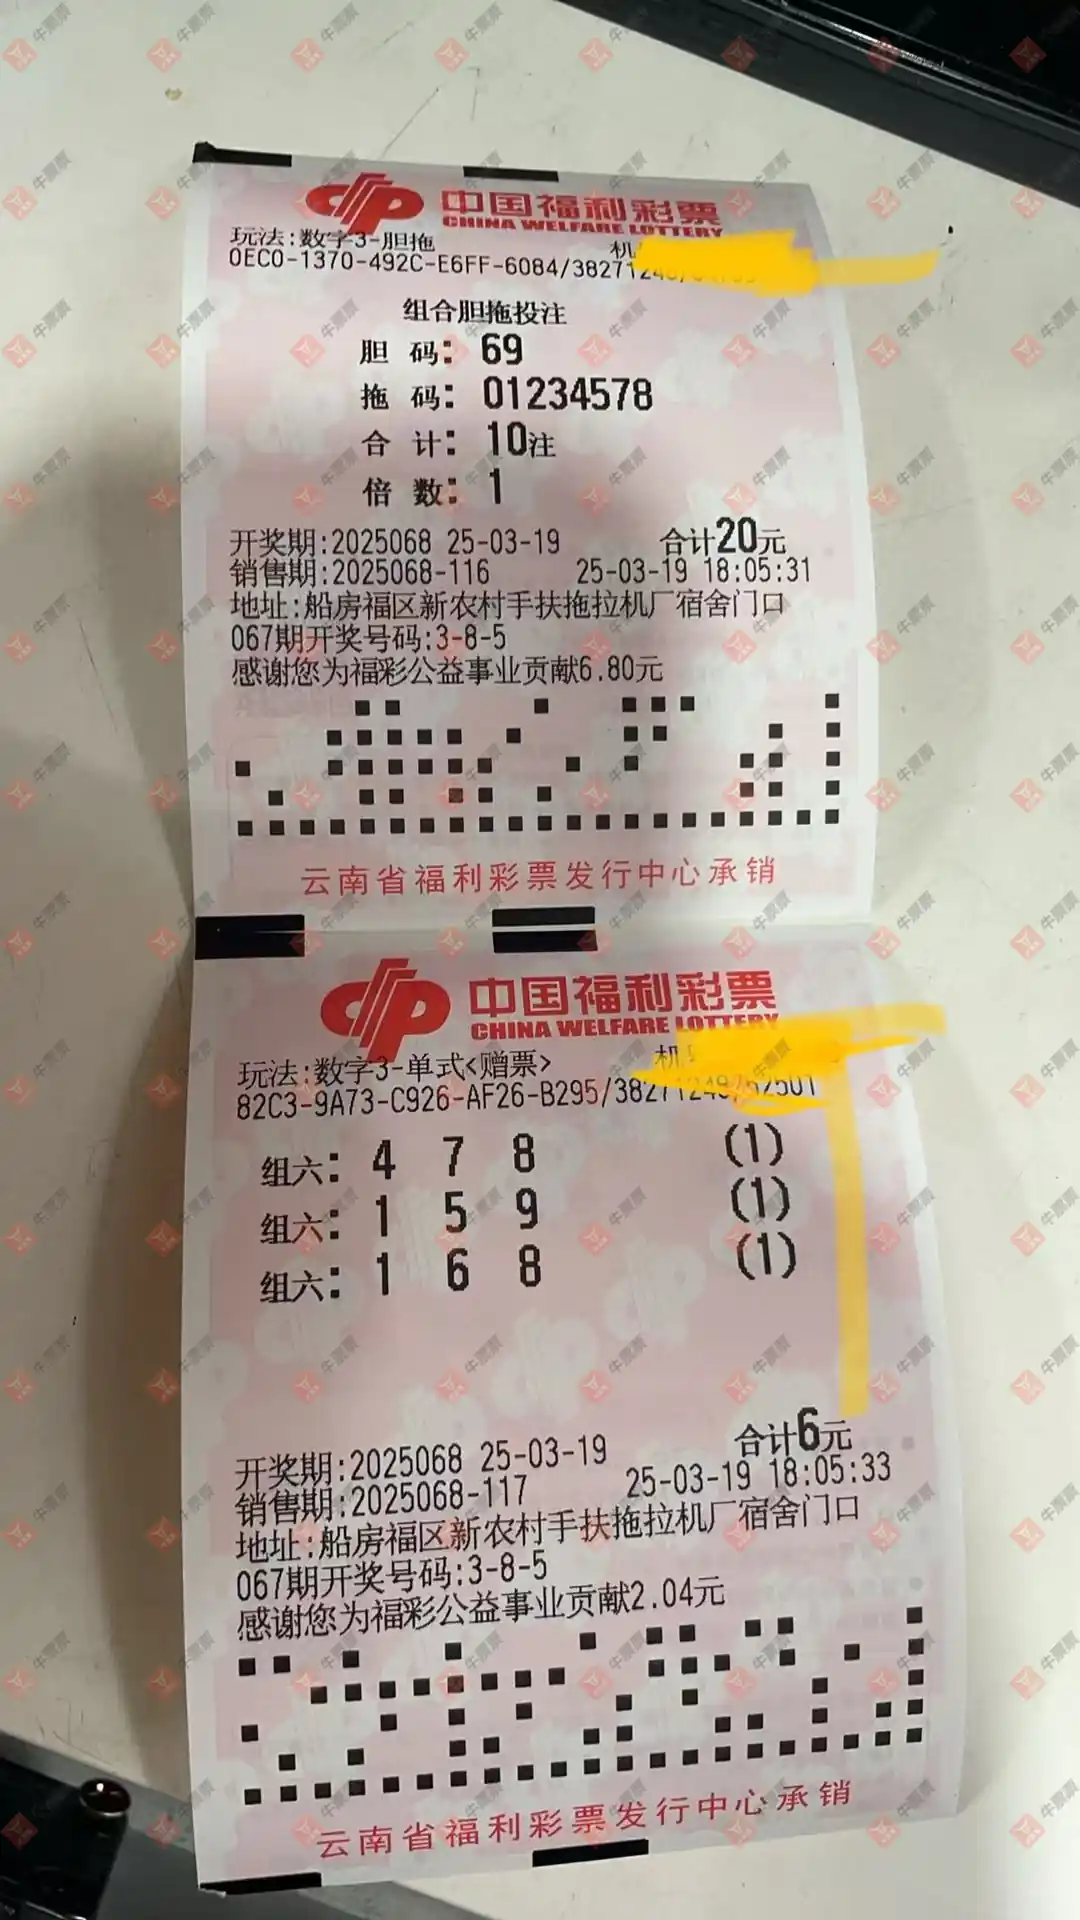 中国福利彩票
CHINA WELFARE LOTTERY
玩法:数字3-胆拖 机
0EC0-1370-492C-E6FF-6084/38271248/
组合胆拖投注
胆 码: 69
拖 码: 01234578
合 计: 10注
倍 数: 1
开奖期:2025068 25-03-19 合计20元
销售期:2025068-116 25-03-19 18:05:31
地址:船房福区新农村手扶拖拉机厂宿舍门口
067期开奖号码:3-8-5
感谢您为福彩公益事业贡献6.80元
云南省福利彩票发行中心承销
中国福利彩票
CHINA WELFARE LOTTERY
玩法:数字3-单式<赠票> 机
82C3-9A73-C926-AF26-B295/38271248/62501
组六: 4 7 8 (1)
组六: 1 5 9 (1)
组六: 1 6 8 (1)
开奖期:2025068 25-03-19 合计6元
销售期:2025068-117 25-03-19 18:05:33
地址:船房福区新农村手扶拖拉机厂宿舍门口
067期开奖号码:3-8-5
感谢您为福彩公益事业贡献2.04元
云南省福利彩票发行中心承销
牛票票